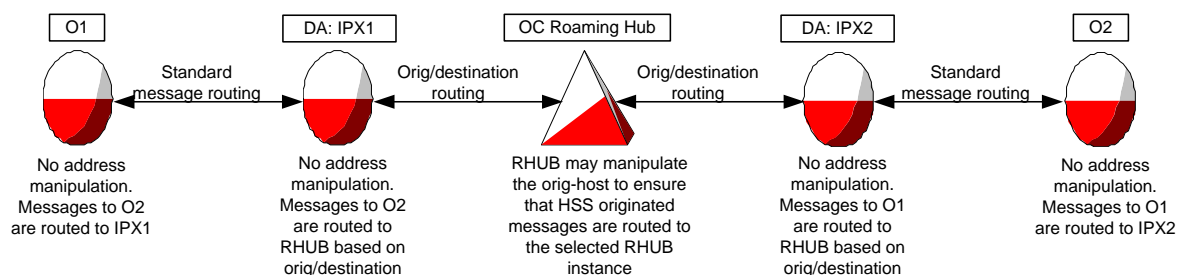 O1
DA: IPX1
OC Roaming Hub
DA: IPX2
O2
Standard
message routing
Orig/destination
routing
Orig/destination
routing
Standard
message routing
No address
manipulation.
Messages to O2
are routed to IPX1
No address
manipulation.
Messages to O2
are routed to
RHUB based on
orig/destination
RHUB may manipulate
the orig-host to ensure
that HSS originated
messages are routed to
the selected RHUB
instance
No address
manipulation.
Messages to O1
are routed to
RHUB based on
orig/destination
No address
manipulation.
Messages to O1
are routed to IPX2